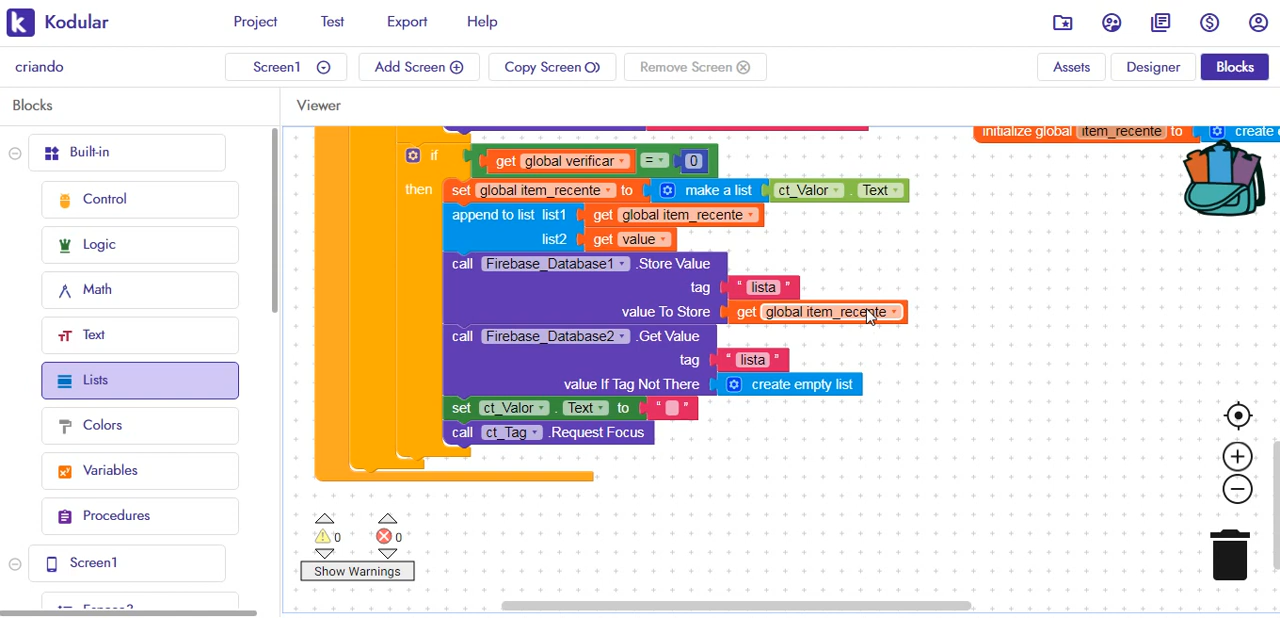 Kodular
Project Test Export Help
criando
Screen1
Add Screen
Copy Screen
Remove Screen
Assets
Designer
Blocks
Blocks
Viewer
Built-in
Control
Logic
Math
Text
Lists
Colors
Variables
Procedures
Screen1
initialize global item_recente to create
if get global verificar = 0
then set global item_recente to make a list ct_Valor . Text
append to list list1 get global item_recente
list2 get value
call Firebase_Database1 .Store Value
tag " lista "
value To Store get global item_recente
call Firebase_Database2 .Get Value
tag " lista "
value If Tag Not There create empty list
set ct_Valor . Text to " "
call ct_Tag .Request Focus
0 0
Show Warnings